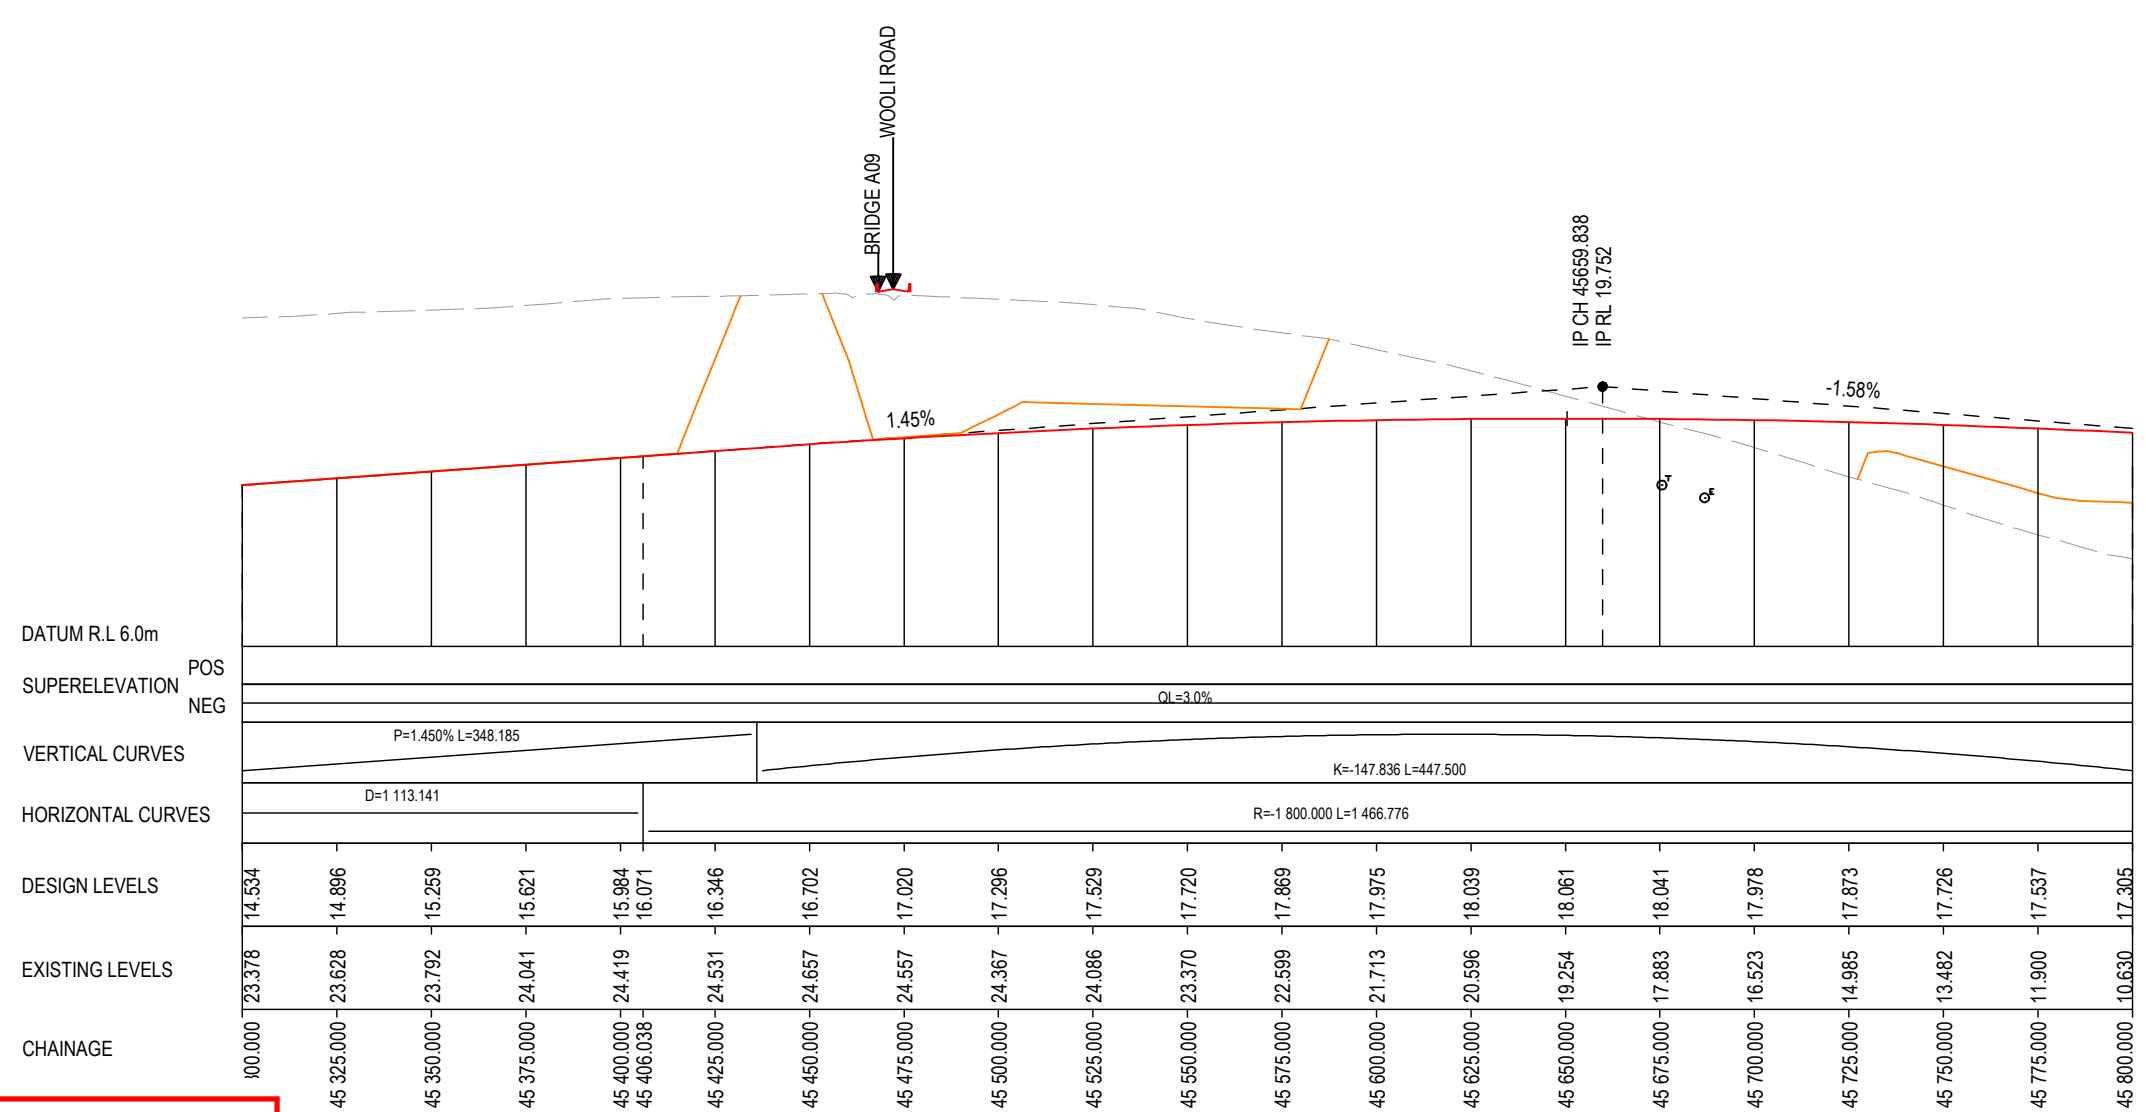 WOOLI ROAD
BRIDGE A09
IP CH 45659.838
IP RL 19.752
1.45%
-1.58%
T
E
DATUM R.L 6.0m
SUPERELEVATION
POS
NEG
QL=3.0%
VERTICAL CURVES
P=1.450% L=348.185
K=-147.836 L=447.500
HORIZONTAL CURVES
D=1 113.141
R=-1 800.000 L=1 466.776
DESIGN LEVELS
14.534 14.896 15.259 15.621 15.984 16.071 16.346 16.702 17.020 17.296 17.529 17.720 17.869 17.975 18.039 18.061 18.041 17.978 17.873 17.726 17.537 17.305
EXISTING LEVELS
23.378 23.628 23.792 24.041 24.419 24.531 24.657 24.557 24.367 24.086 23.370 22.599 21.713 20.596 19.254 17.883 16.523 14.985 13.482 11.900 10.630
CHAINAGE
00.000 45 325.000 45 350.000 45 375.000 45 400.000 45 406.038 45 425.000 45 450.000 45 475.000 45 500.000 45 525.000 45 550.000 45 575.000 45 600.000 45 625.000 45 650.000 45 675.000 45 700.000 45 725.000 45 750.000 45 775.000 45 800.000